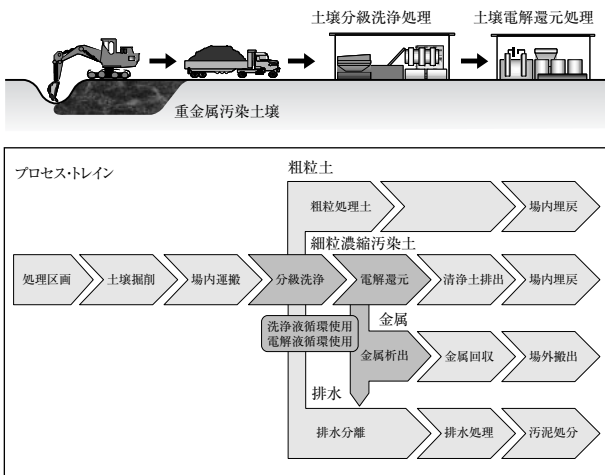 土壌分級洗浄処理
土壌電解還元処理
重金属汚染土壌
プロセス・トレイン
粗粒土
粗粒処理土
場内埋戻
細粒濃縮汚染土
処理区画
土壌掘削
場内運搬
分級洗浄
電解還元
清浄土排出
場内埋戻
洗浄液循環使用
電解液循環使用
金属
金属析出
金属回収
場外搬出
排水
排水分離
排水処理
汚泥処分